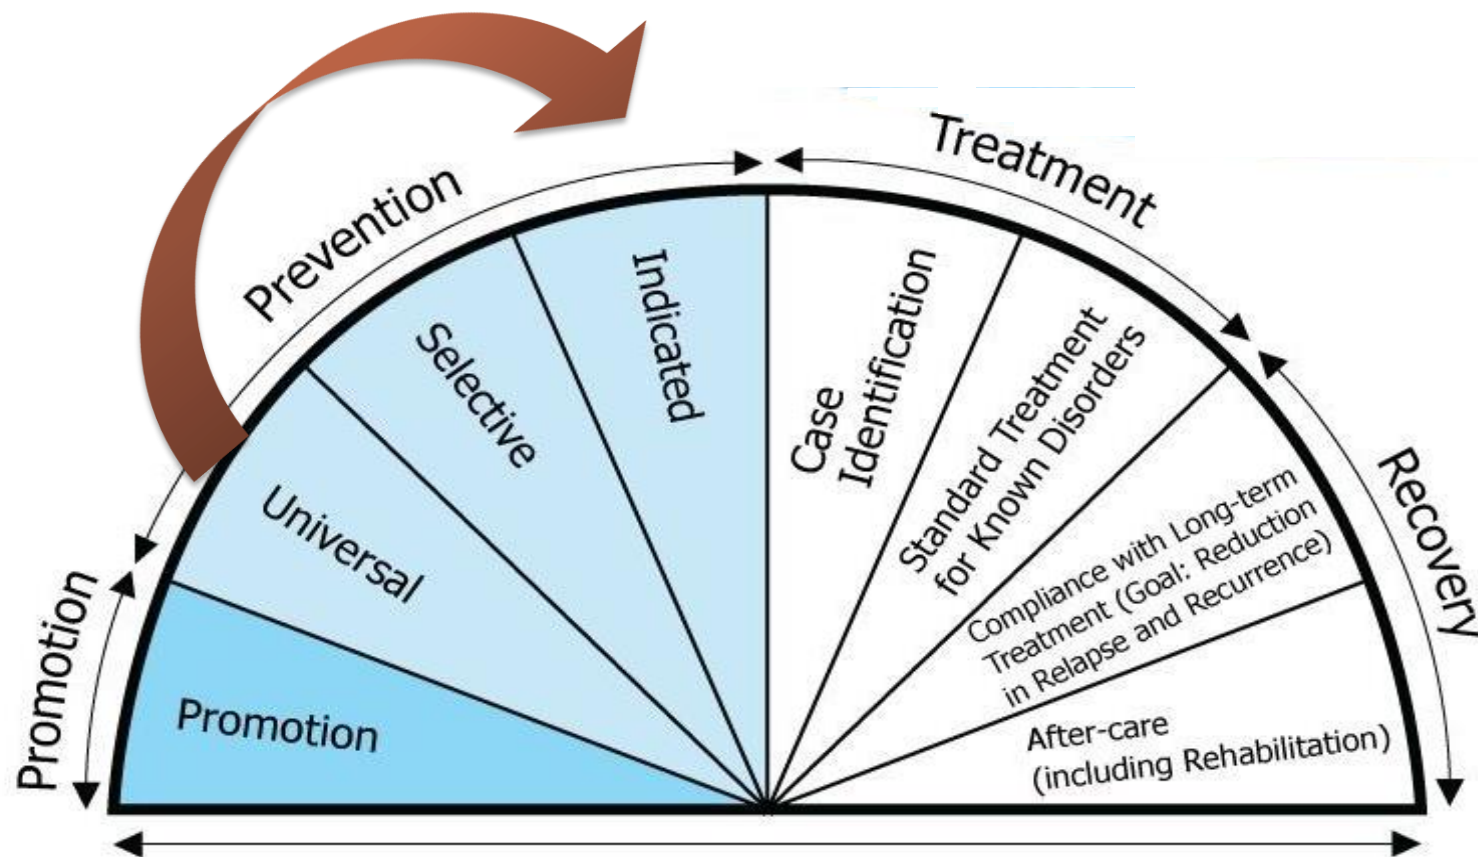 Promotion
Prevention
Treatment
Recovery
Promotion
Universal
Selective
Indicated
Case
Identification
Standard Treatment
for Known Disorders
Compliance with Long-term
Treatment (Goal: Reduction
in Relapse and Recurrence)
After-care
(including Rehabilitation)